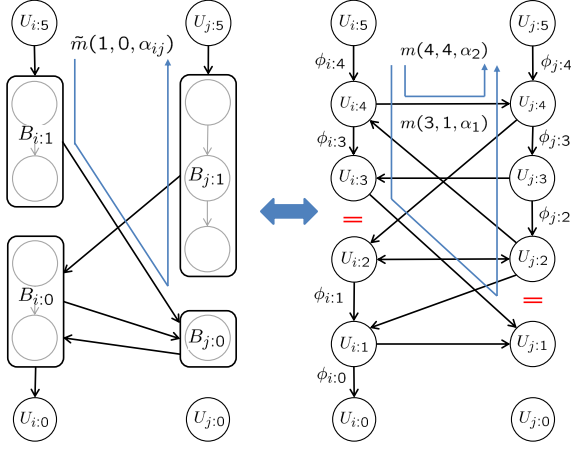 U_{i:5} U_{j:5} U_{i:5} U_{j:5}
m̃(1, 0, α_{ij}) ϕ_{i:4} m(4, 4, α_2) ϕ_{j:4}
U_{i:4} U_{j:4}
B_{i:1} ϕ_{i:3} m(3, 1, α_1) ϕ_{j:3}
B_{j:1} U_{i:3} U_{j:3}
= ϕ_{j:2}
U_{i:2} U_{j:2}
B_{i:0} ϕ_{i:1} =
B_{j:0} U_{i:1} U_{j:1}
ϕ_{i:0}
U_{i:0} U_{j:0} U_{i:0} U_{j:0}